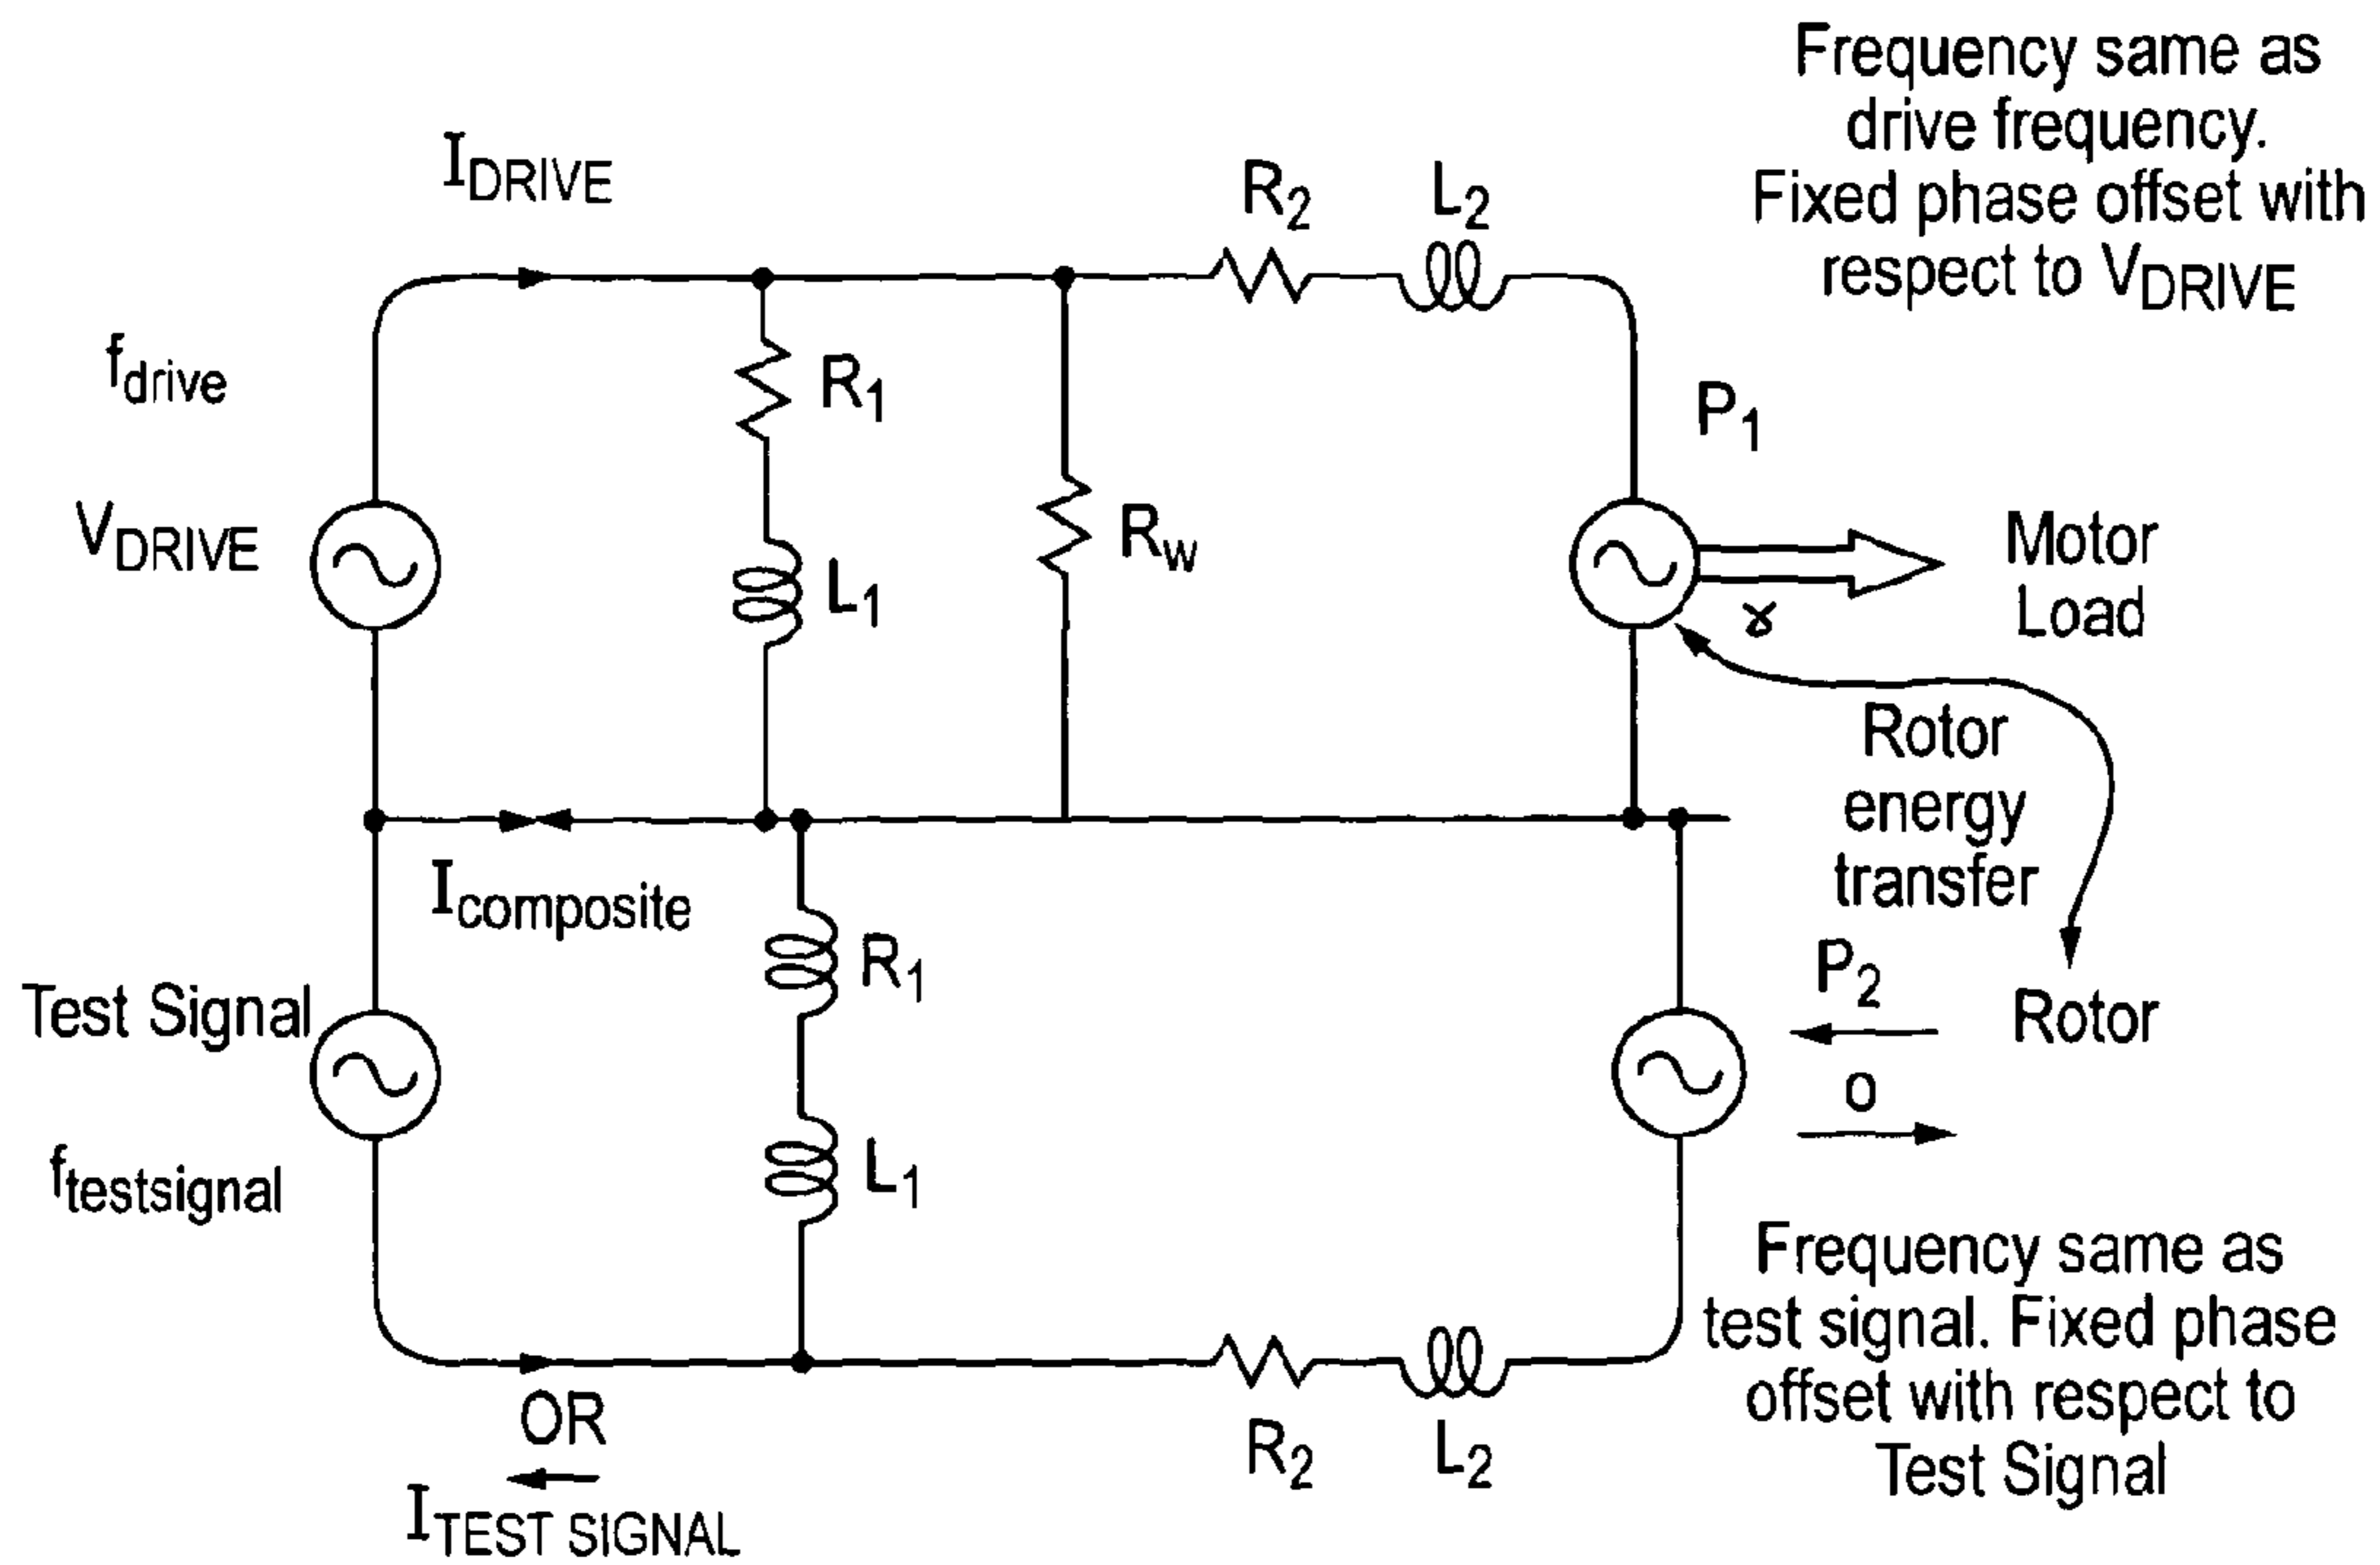 Frequency same as
drive frequency.
Fixed phase offset with
respect to VDRIVE
IDRIVE
R2
L2
fdrive
R1
P1
VDRIVE
Rw
L1
Motor
Load
γ
Rotor
energy
transfer
Icomposite
R1
P2
Test Signal
Rotor
o
ftestsignal
L1
Frequency same as
test signal. Fixed phase
offset with respect to
Test Signal
OR
R2
L2
ITEST SIGNAL